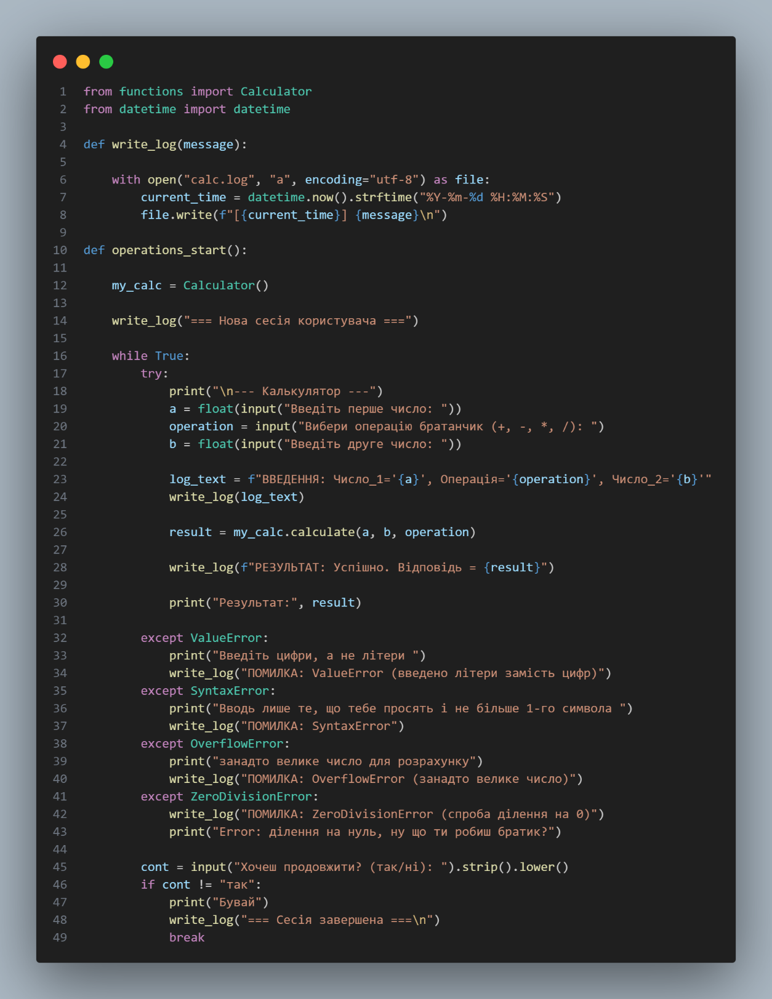 1 from functions import Calculator
2 from datetime import datetime
3
4 def write_log(message):
5
6     with open("calc.log", "a", encoding="utf-8") as file:
7         current_time = datetime.now().strftime("%Y-%m-%d %H:%M:%S")
8         file.write(f"[{current_time}] {message}\n")
9
10 def operations_start():
11
12     my_calc = Calculator()
13
14     write_log("=== Нова сесія користувача ===")
15
16     while True:
17         try:
18             print("\n--- Калькулятор ---")
19             a = float(input("Введіть перше число: "))
20             operation = input("Вибери операцію братанчик (+, -, *, /): ")
21             b = float(input("Введіть друге число: "))
22
23             log_text = f"ВВЕДЕННЯ: Число_1='{a}', Операція='{operation}', Число_2='{b}'"
24             write_log(log_text)
25
26             result = my_calc.calculate(a, b, operation)
27
28             write_log(f"РЕЗУЛЬТАТ: Успішно. Відповідь = {result}")
29
30             print("Результат:", result)
31
32         except ValueError:
33             print("Введіть цифри, а не літери ")
34             write_log("ПОМИЛКА: ValueError (введено літери замість цифр)")
35         except SyntaxError:
36             print("Вводь лише те, що тебе просять і не більше 1-го символа ")
37             write_log("ПОМИЛКА: SyntaxError")
38         except OverflowError:
39             print("занадто велике число для розрахунку")
40             write_log("ПОМИЛКА: OverflowError (занадто велике число)")
41         except ZeroDivisionError:
42             write_log("ПОМИЛКА: ZeroDivisionError (спроба ділення на 0)")
43             print("Error: ділення на нуль, ну що ти робиш братик?")
44
45         cont = input("Хочеш продовжити? (так/ні): ").strip().lower()
46         if cont != "так":
47             print("Бувай")
48             write_log("=== Сесія завершена ===\n")
49             break